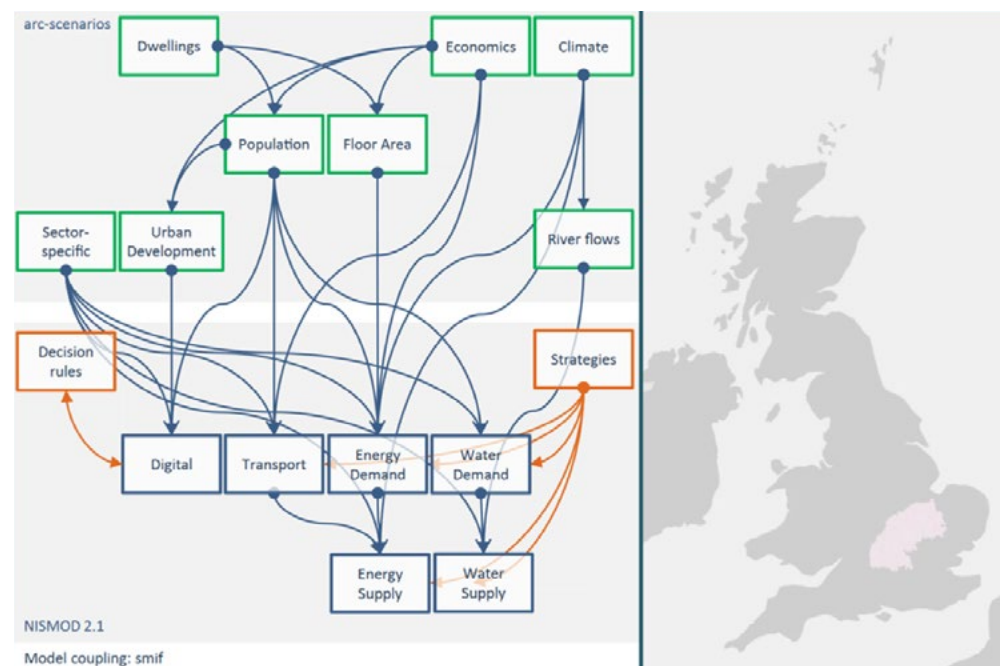 arc-scenarios
Dwellings
Economics
Climate
Population
Floor Area
Sector-
specific
Urban
Development
River flows
Decision
rules
Strategies
Digital
Transport
Energy
Demand
Water
Demand
Energy
Supply
Water
Supply
NISMOD 2.1
Model coupling: smif